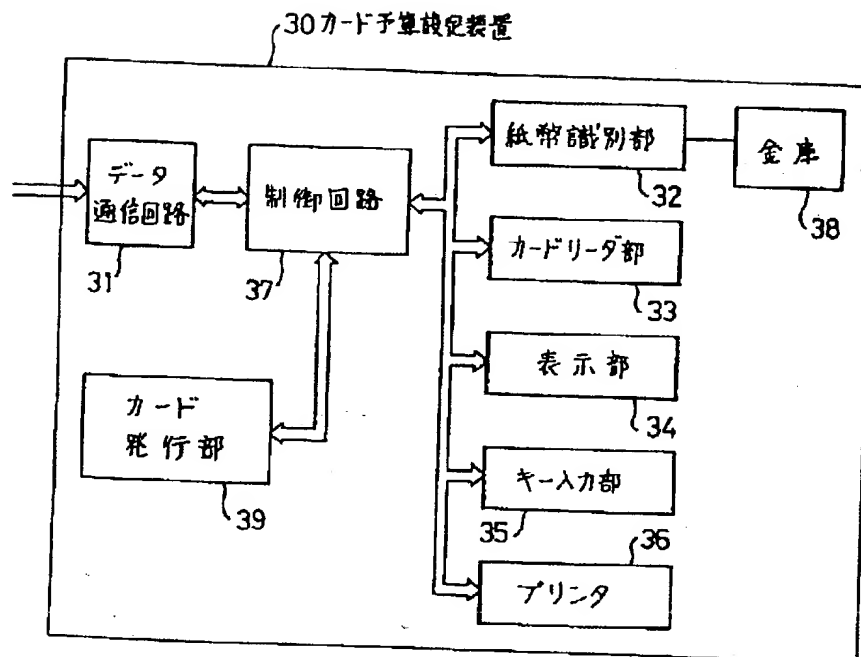 30 カード予算設定装置
データ
通信回路
31
制御回路
37
紙幣識別部
32
金庫
38
カードリーダ部
33
表示部
34
カード
発行部
39
キー入力部
35
36
プリンタ